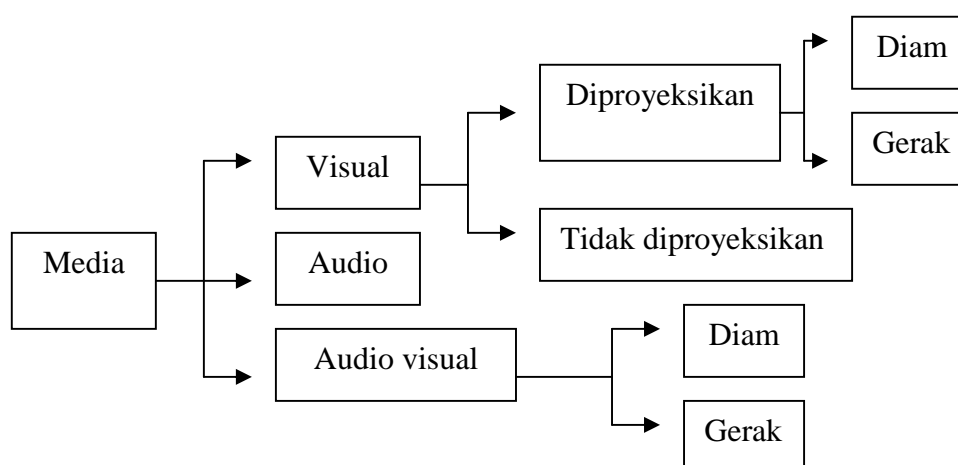 Diam
Diproyeksikan
Gerak
Visual
Tidak diproyeksikan
Media
Audio
Diam
Audio visual
Gerak